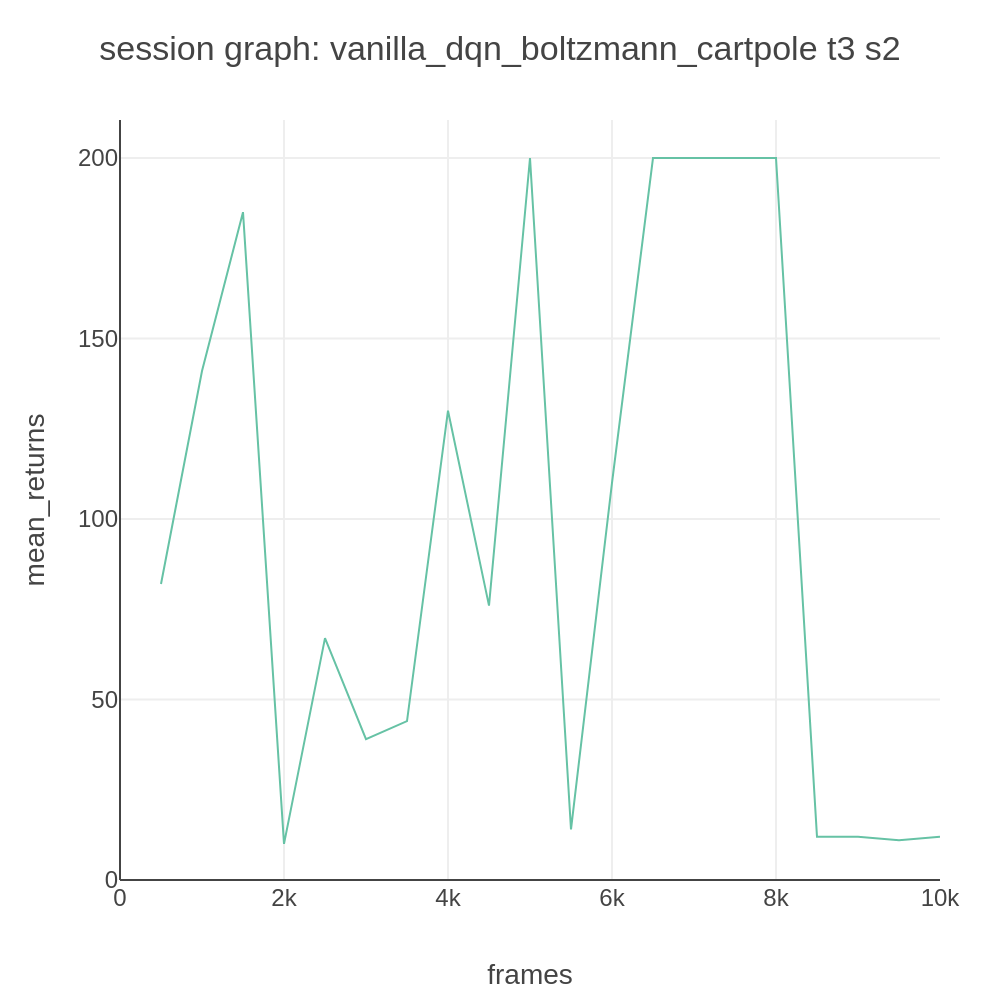 session graph: vanilla_dqn_boltzmann_cartpole t3 s2
200
150
100
50
0
mean_returns
0 2k 4k 6k 8k 10k
frames